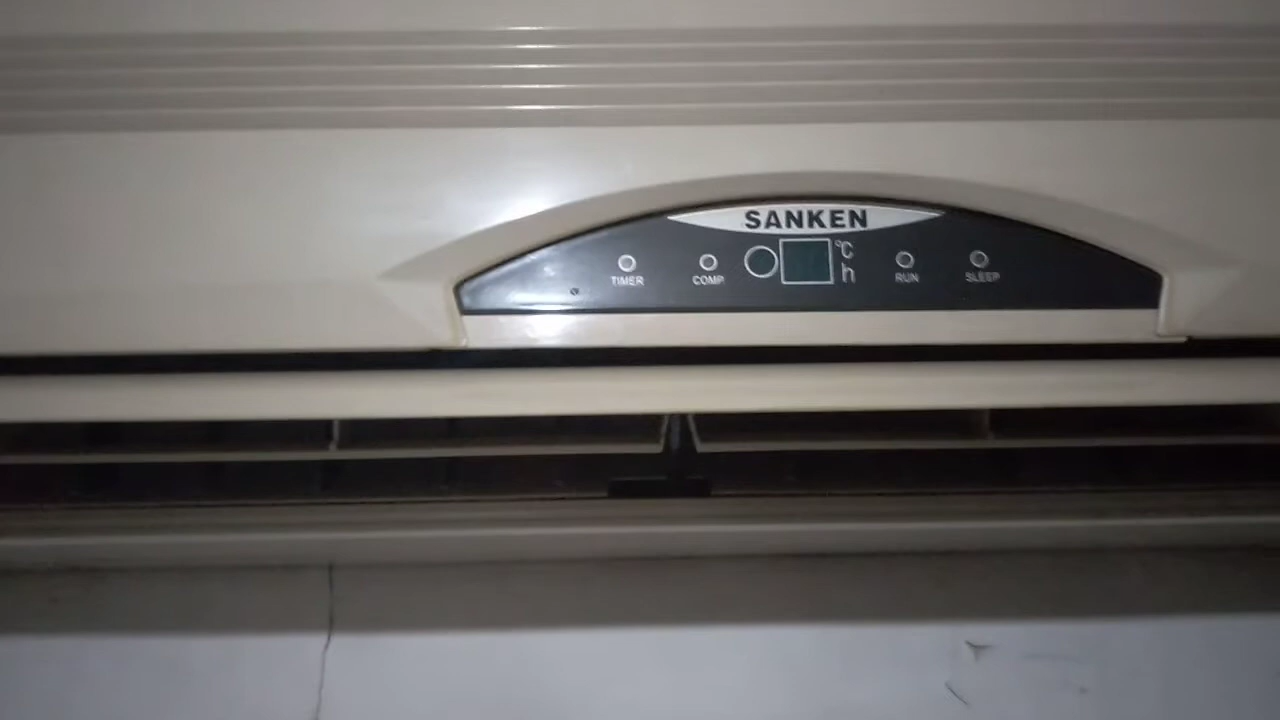 SANKEN
°C
h
TIMER
COMP.
RUN
SLEEP